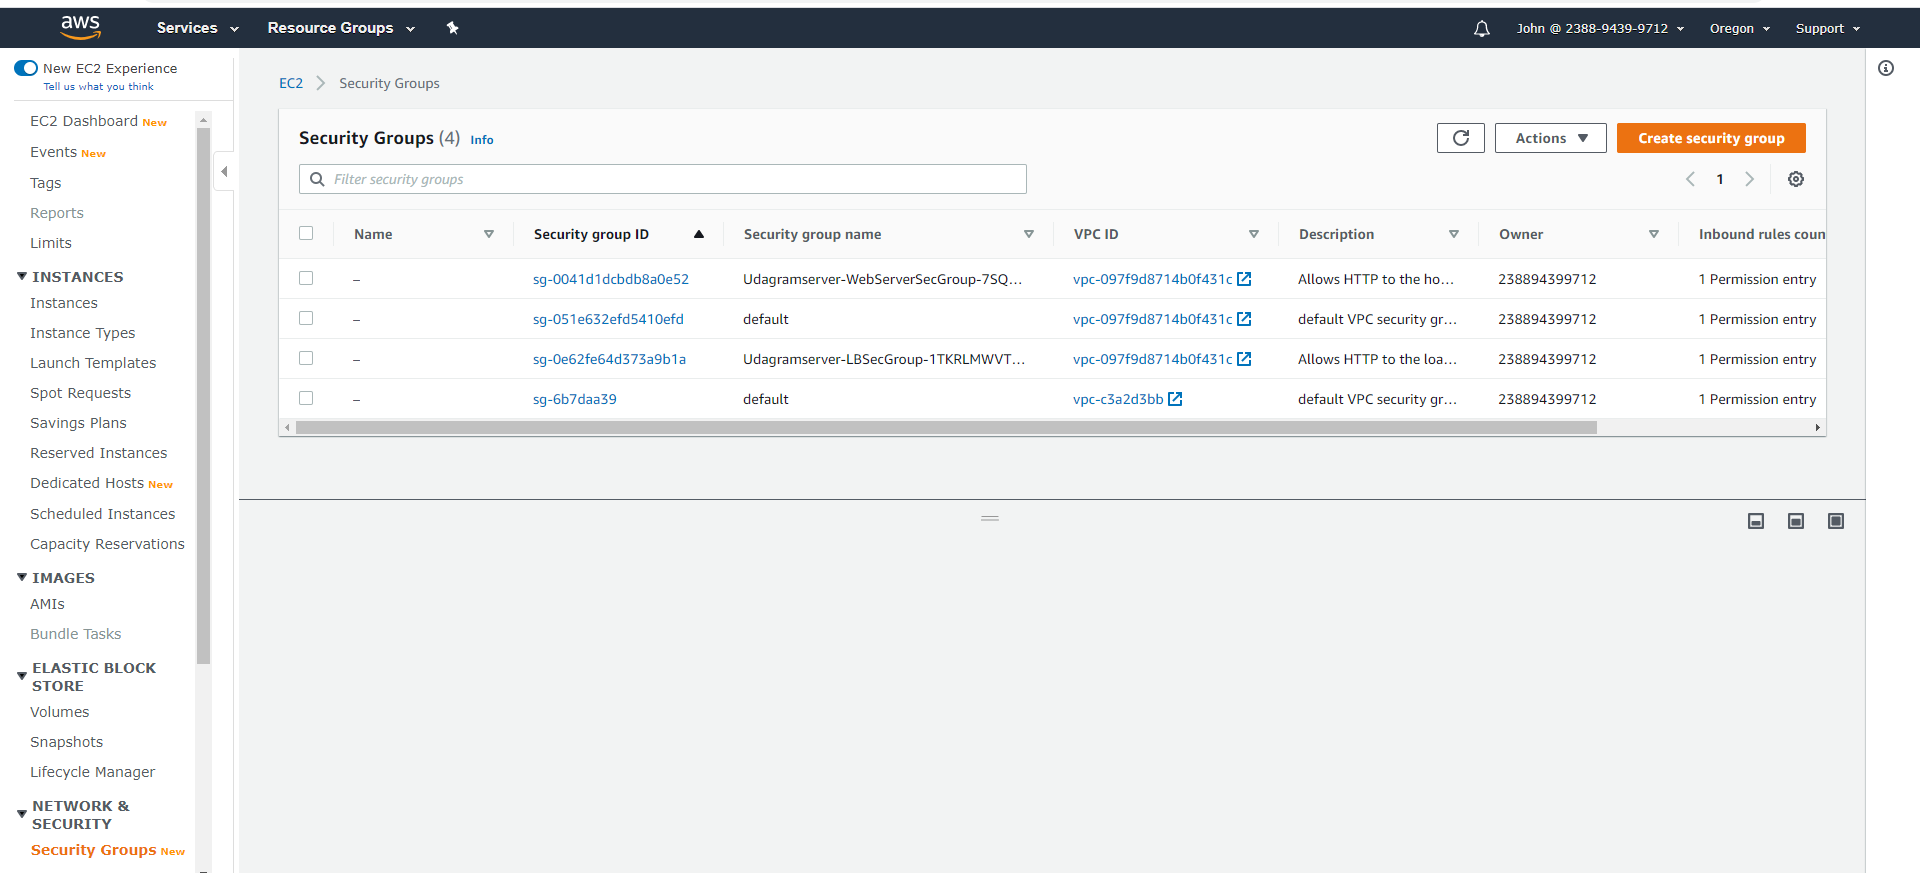 aws Services Resource Groups John @ 2388-9439-9712 Oregon Support
New EC2 Experience
Tell us what you think
EC2 Dashboard New
Events New
Tags
Reports
Limits
INSTANCES
Instances
Instance Types
Launch Templates
Spot Requests
Savings Plans
Reserved Instances
Dedicated Hosts New
Scheduled Instances
Capacity Reservations
IMAGES
AMIs
Bundle Tasks
ELASTIC BLOCK
STORE
Volumes
Snapshots
Lifecycle Manager
NETWORK &
SECURITY
Security Groups New
EC2 Security Groups
Security Groups (4) Info
Actions Create security group
Filter security groups
1
Name Security group ID Security group name VPC ID Description Owner Inbound rules coun
– sg-0041d1dcbdb8a0e52 Udagramserver-WebServerSecGroup-7SQ... vpc-097f9d8714b0f431c Allows HTTP to the ho... 238894399712 1 Permission entry
– sg-051e632efd5410efd default vpc-097f9d8714b0f431c default VPC security gr... 238894399712 1 Permission entry
– sg-0e62fe64d373a9b1a Udagramserver-LBSecGroup-1TKRLMWVT... vpc-097f9d8714b0f431c Allows HTTP to the loa... 238894399712 1 Permission entry
– sg-6b7daa39 default vpc-c3a2d3bb default VPC security gr... 238894399712 1 Permission entry